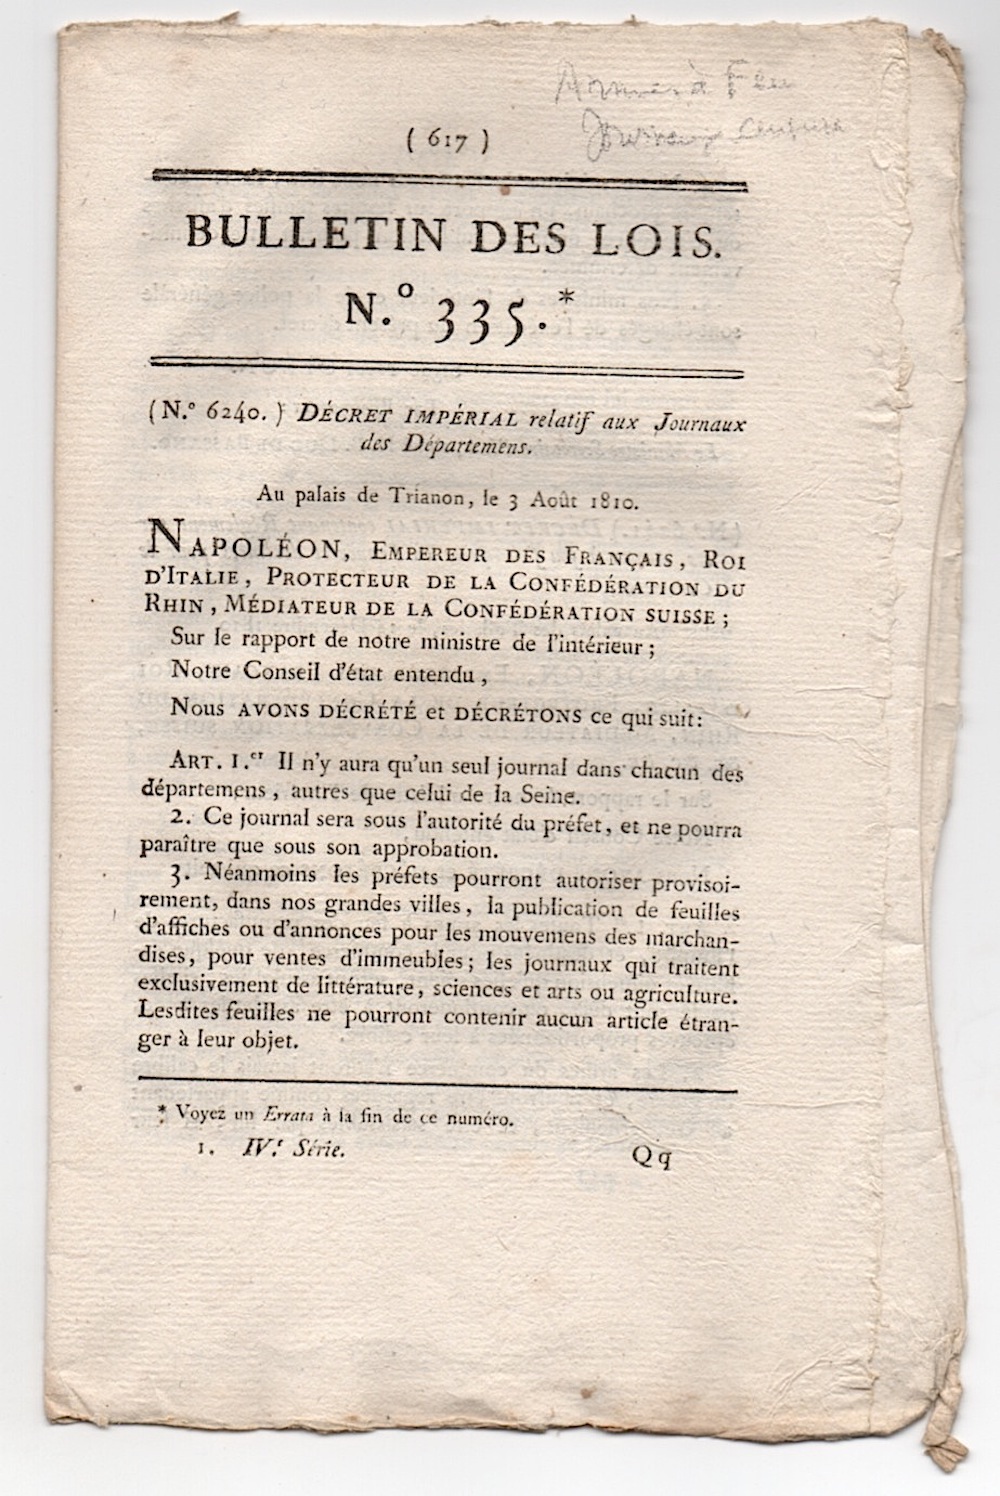 Journaux censure
( 617 )
BULLETIN DES LOIS.
N.º 335.*
(N.º 6240.) DÉCRET IMPÉRIAL relatif aux Journaux
des Départemens.
Au palais de Trianon, le 3 Août 1810.
NAPOLÉON, EMPEREUR DES FRANÇAIS, ROI
D'ITALIE, PROTECTEUR DE LA CONFÉDÉRATION DU
RHIN, MÉDIATEUR DE LA CONFÉDÉRATION SUISSE;
Sur le rapport de notre ministre de l'intérieur;
Notre Conseil d'état entendu,
Nous AVONS DÉCRÉTÉ et DÉCRÉTONS ce qui suit:
ART. 1.er Il n'y aura qu'un seul journal dans chacun des
départemens, autres que celui de la Seine.
2. Ce journal sera sous l'autorité du préfet, et ne pourra
paraître que sous son approbation.
3. Néanmoins les préfets pourront autoriser provisoi-
rement, dans nos grandes villes, la publication de feuilles
d'affiches ou d'annonces pour les mouvemens des marchan-
dises, pour ventes d'immeubles; les journaux qui traitent
exclusivement de littérature, sciences et arts ou agriculture.
Lesdites feuilles ne pourront contenir aucun article étran-
ger à leur objet.
* Voyez un Errata à la fin de ce numéro.
1. IV.e Série. Qq